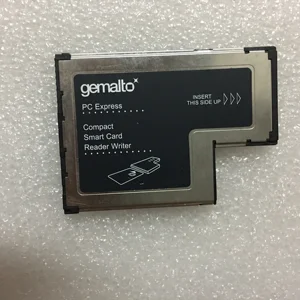 gemalto
PC Express
INSERT
THIS SIDE UP
Compact
Smart Card
Reader Writer